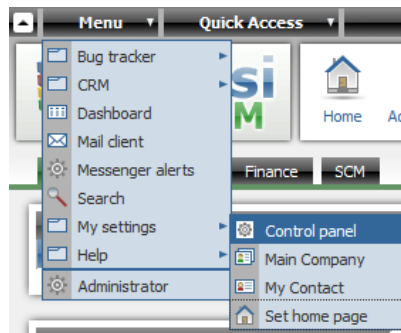 Menu Quick Access
Bug tracker
CRM
Dashboard
Mail client
Messenger alerts
Search
My settings
Help
Administrator
si
M
Home
Finance SCM
Control panel
Main Company
My Contact
Set home page